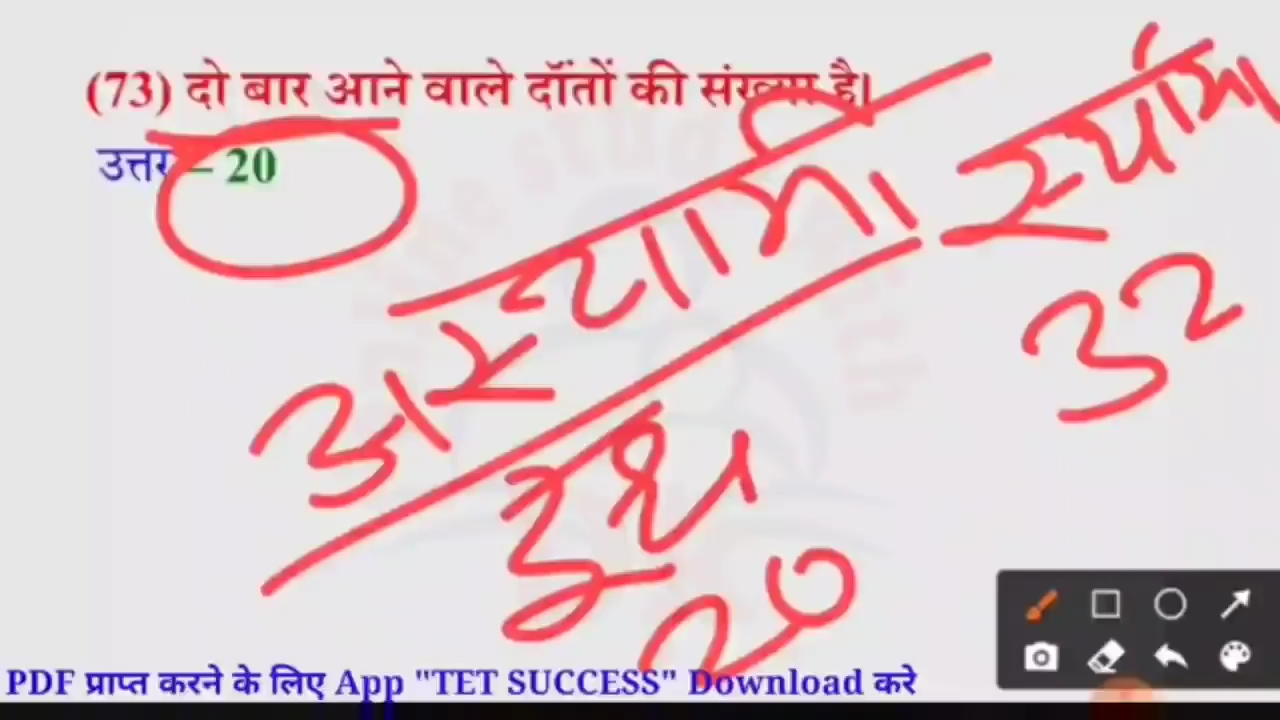 (73) दो बार आने वाले दाँतों की संख्या है।
उत्तर – 20
अस्थायी
स्थायी
32
दूध
20
PDF प्राप्त करने के लिए App "TET SUCCESS" Download करे